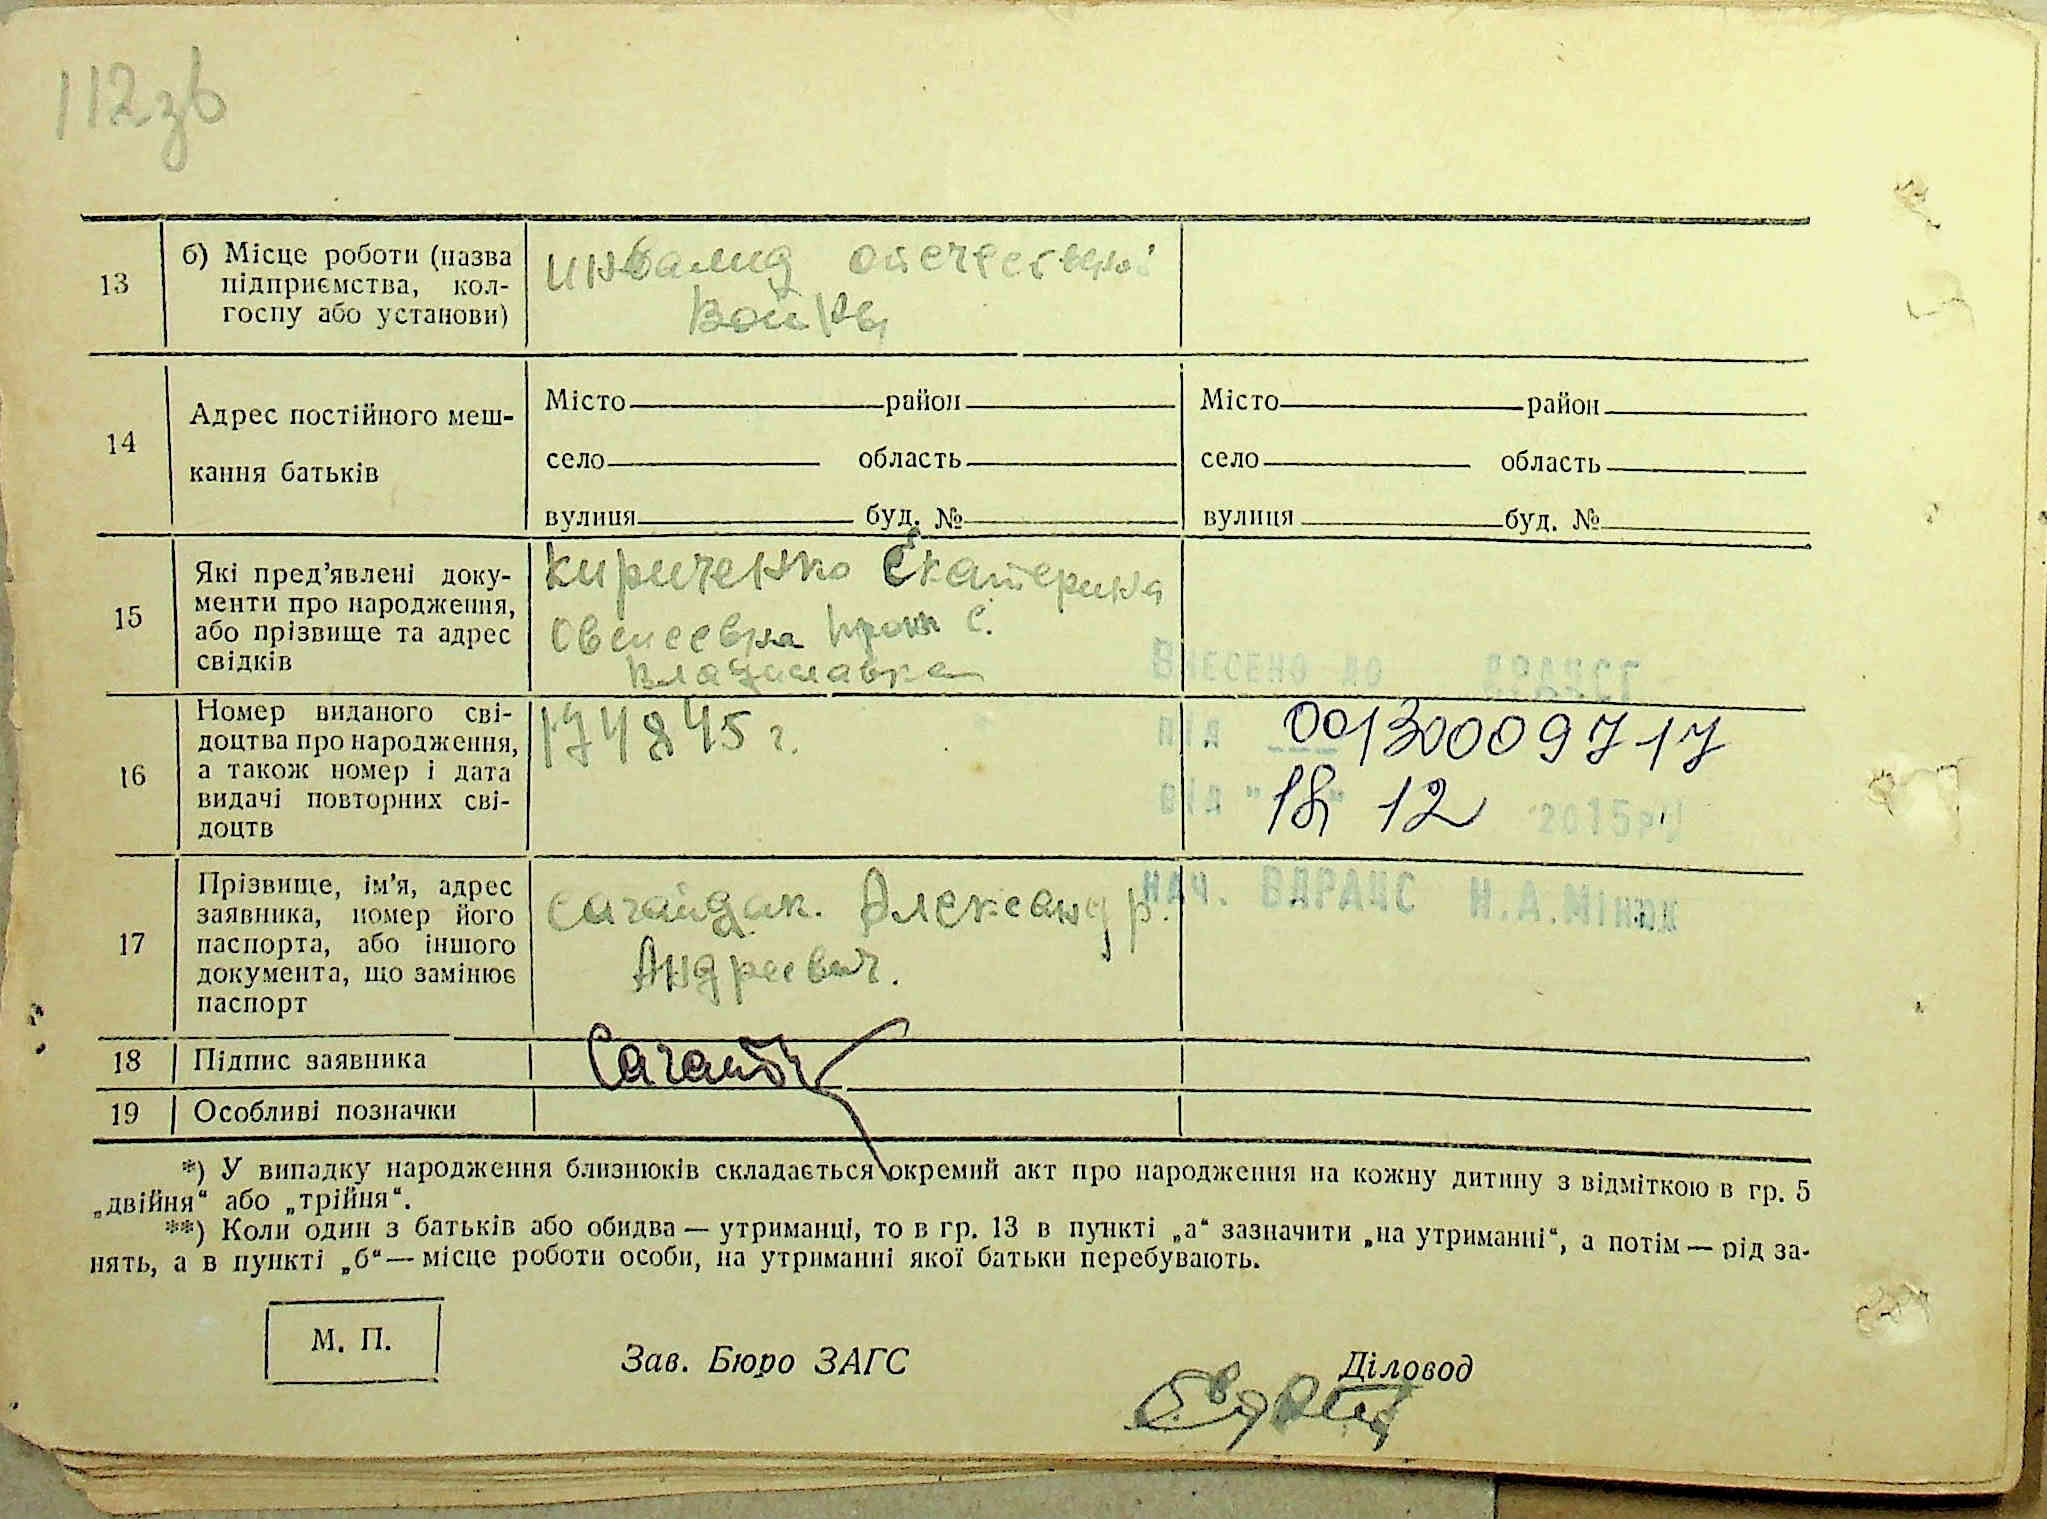 112зв
13
б) Місце роботи (назва
підприємства, кол-
госпу або установи)
инвалид отечествен
войны
14
Адрес постійного меш-
кання батьків
Місто район
село область
вулиця буд. №
Місто район
село область
вулиця буд. №
15
Які пред'явлені доку-
менти про народження,
або прізвище та адрес
свідків
Кириченко Екатерина
с.
Владиславка
Внесено до ДРАЦСГ
16
Номер виданого сві-
доцтва про народження,
а також номер і дата
видачі повторних сві-
доцтв
г.
під 00130009717
від " 18 " 12 2015р
17
Прізвище, ім'я, адрес
заявника, номер його
паспорта, або іншого
документа, що замінює
паспорт
Сагайдак. Александр.
Андреевич.
нач. ВДРАЦС Н.А.Мінюк
18
Підпис заявника
19
Особливі позначки
*) У випадку народження близнюків складається окремий акт про народження на кожну дитину з відміткою в гр. 5
„двійня“ або „трійня“.
**) Коли один з батьків або обидва — утриманці, то в гр. 13 в пункті „а“ зазначити „на утриманні“, а потім — рід за-
нять, а в пункті „б“ — місце роботи особи, на утриманні якої батьки перебувають.
М. П.
Зав. Бюро ЗАГС
Діловод